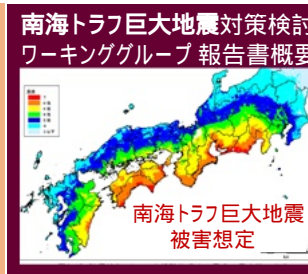 南海トラフ巨大地震対策検討
ワーキンググループ 報告書概要
南海トラフ巨大地震
被害想定